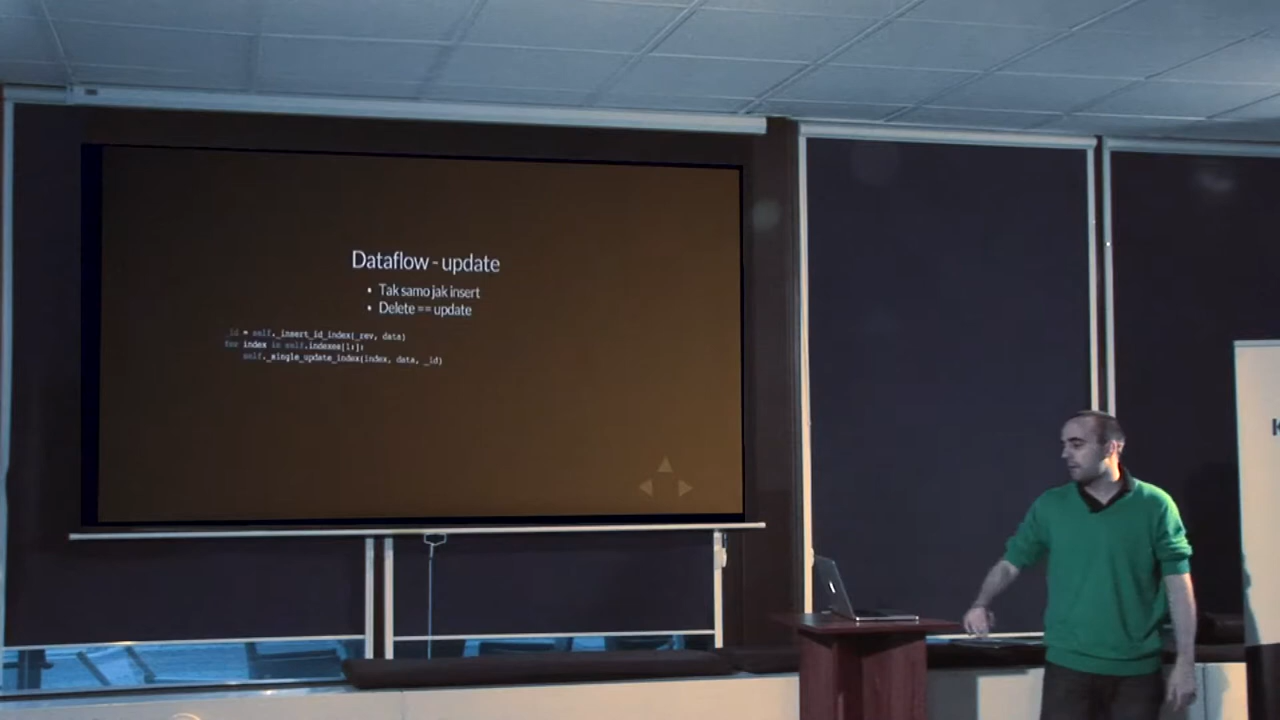 Dataflow - update
• Tak samo jak insert
• Delete == update
_id = self._insert_id_index(_rev, data)
for index in self.indexes[1:]:
self._single_update_index(index, data, _id)
K